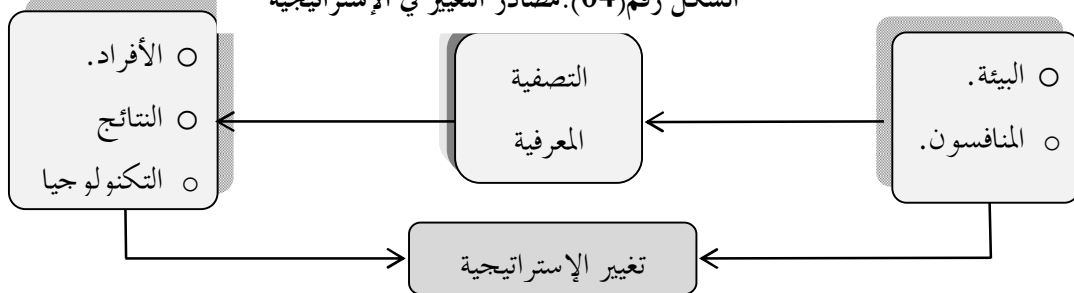 الشكل رقم(04):مصادر التغيير في الإستراتيجية
البيئة.
المنافسون.
التصفية
المعرفية
الأفراد.
النتائج
التكنولوجيا
تغيير الإستراتيجية